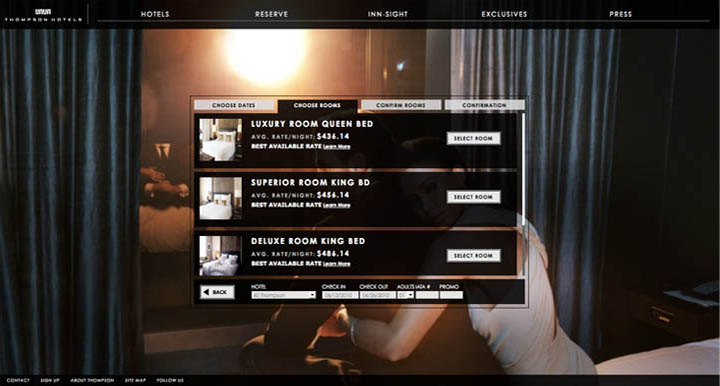 THOMPSON HOTELS
HOTELS RESERVE INN-SIGHT EXCLUSIVES PRESS
CHOOSE DATES CHOOSE ROOMS CONFIRM ROOMS CONFIRMATION
LUXURY ROOM QUEEN BED
AVG. RATE/NIGHT: $436.14
BEST AVAILABLE RATE Learn More
SELECT ROOM
SUPERIOR ROOM KING BD
AVG. RATE/NIGHT: $456.14
BEST AVAILABLE RATE Learn More
SELECT ROOM
DELUXE ROOM KING BED
AVG. RATE/NIGHT: $486.14
BEST AVAILABLE RATE Learn More
SELECT ROOM
BACK
HOTEL CHECK IN CHECK OUT ADULTS IATA # PROMO
60 Thompson
CONTACT SIGN UP ABOUT THOMPSON SITE MAP FOLLOW US